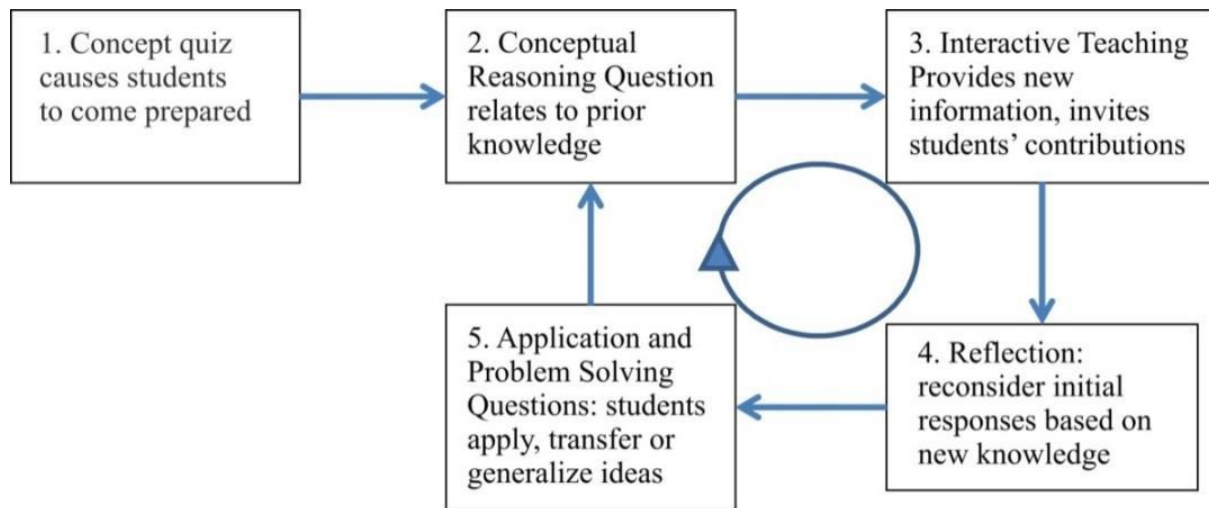 1. Concept quiz
causes students
to come prepared
2. Conceptual
Reasoning Question
relates to prior
knowledge
3. Interactive Teaching
Provides new
information, invites
students’ contributions
4. Reflection:
reconsider initial
responses based on
new knowledge
5. Application and
Problem Solving
Questions: students
apply, transfer or
generalize ideas